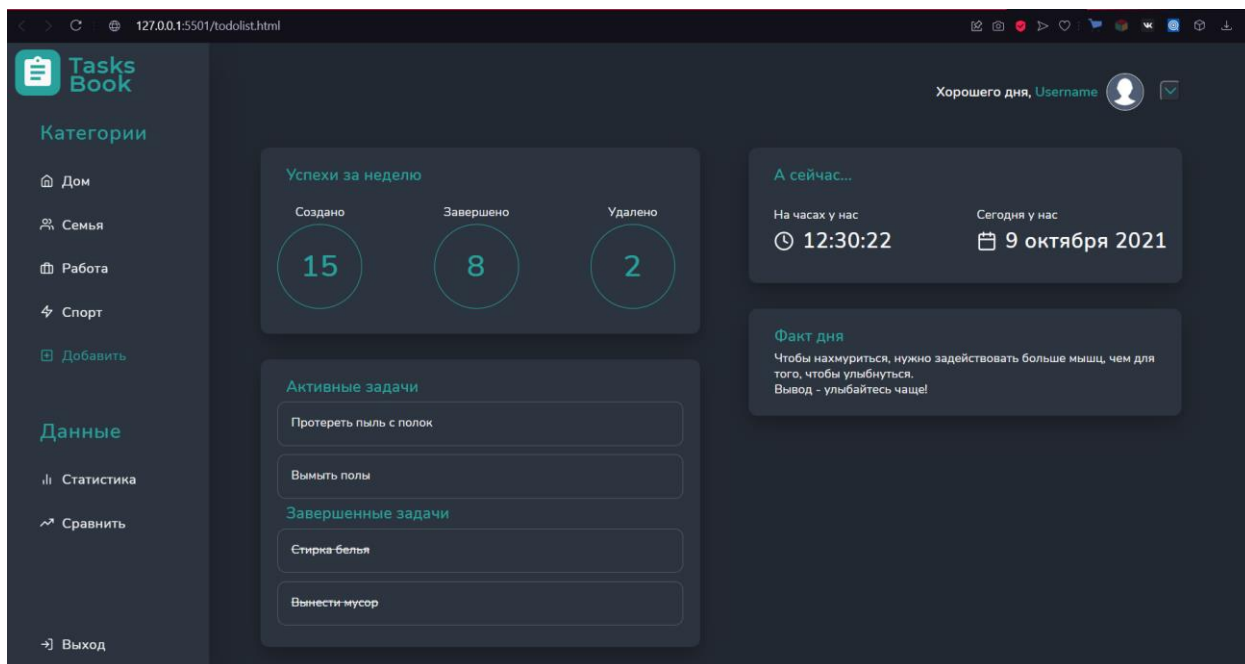 127.0.0.1:5501/todolist.html
Tasks
Book
Хорошего дня, Username
Категории
Дом
Семья
Работа
Спорт
Добавить
Данные
Статистика
Сравнить
Выход
Успехи за неделю
Создано
Завершено
Удалено
15
8
2
Активные задачи
Протереть пыль с полок
Вымыть полы
Завершенные задачи
Стирка белья
Вынести мусор
А сейчас...
На часах у нас
Сегодня у нас
12:30:22
9 октября 2021
Факт дня
Чтобы нахмуриться, нужно задействовать больше мышц, чем для
того, чтобы улыбнуться.
Вывод - улыбайтесь чаще!